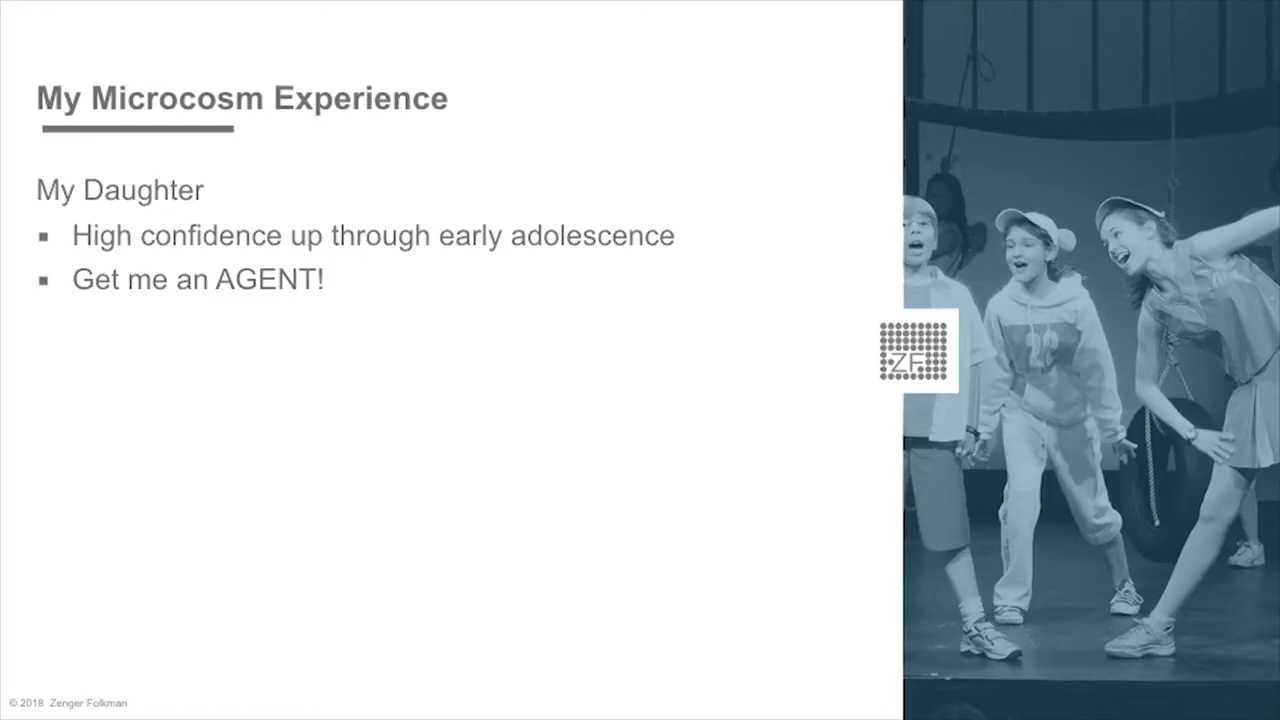 My Microcosm Experience
My Daughter
▪ High confidence up through early adolescence
▪ Get me an AGENT!
ZF
© 2018 Zenger Folkman